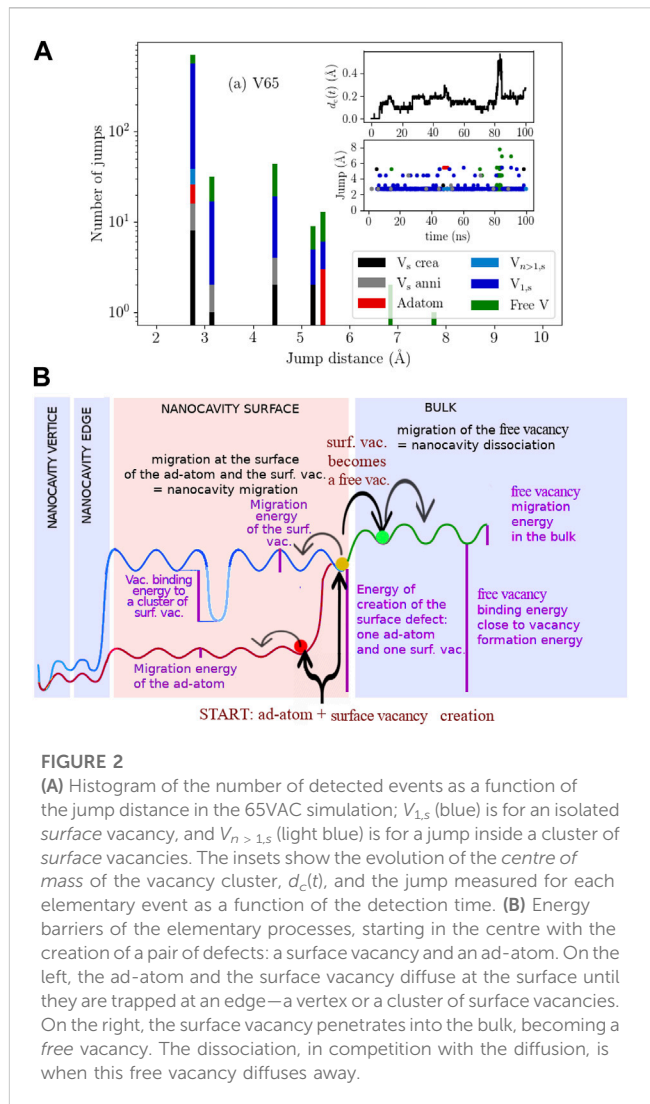 A
(a) V65
Number of jumps
10²
10¹
10⁰
2 3 4 5 6 7 8 9 10
Jump distance (Å)
d_c(t) (Å)
0.4
0.2
0.0
0 20 40 60 80 100
Jump (Å)
8
6
4
2
0 20 40 60 80 100
time (ns)
V_s crea
V_s anni
Adatom
V_n>1,s
V_1,s
Free V
B
NANOCAVITY VERTICE
NANOCAVITY EDGE
NANOCAVITY SURFACE
BULK
migration at the surface
of the ad-atom and the surf. vac.
= nanocavity migration
surf. vac.
becomes
a free vac.
migration of the free vacancy
= nanocavity dissociation
Migration
energy
of the surf.
vac.
free vacancy
migration
energy
in the bulk
Vac. binding
energy to
a cluster of
surf. vac.
Migration energy
of the ad-atom
Energy of
creation of the
surface defect:
one ad-atom
and one surf. vac.
free vacancy
binding energy
close to vacancy
formation energy
START: ad-atom + surface vacancy creation
FIGURE 2
(A) Histogram of the number of detected events as a function of
the jump distance in the 65VAC simulation; V_1,s (blue) is for an isolated
surface vacancy, and V_n > 1,s (light blue) is for a jump inside a cluster of
surface vacancies. The insets show the evolution of the centre of
mass of the vacancy cluster, d_c(t), and the jump measured for each
elementary event as a function of the detection time. (B) Energy
barriers of the elementary processes, starting in the centre with the
creation of a pair of defects: a surface vacancy and an ad-atom. On the
left, the ad-atom and the surface vacancy diffuse at the surface until
they are trapped at an edge—a vertex or a cluster of surface vacancies.
On the right, the surface vacancy penetrates into the bulk, becoming a
free vacancy. The dissociation, in competition with the diffusion, is
when this free vacancy diffuses away.